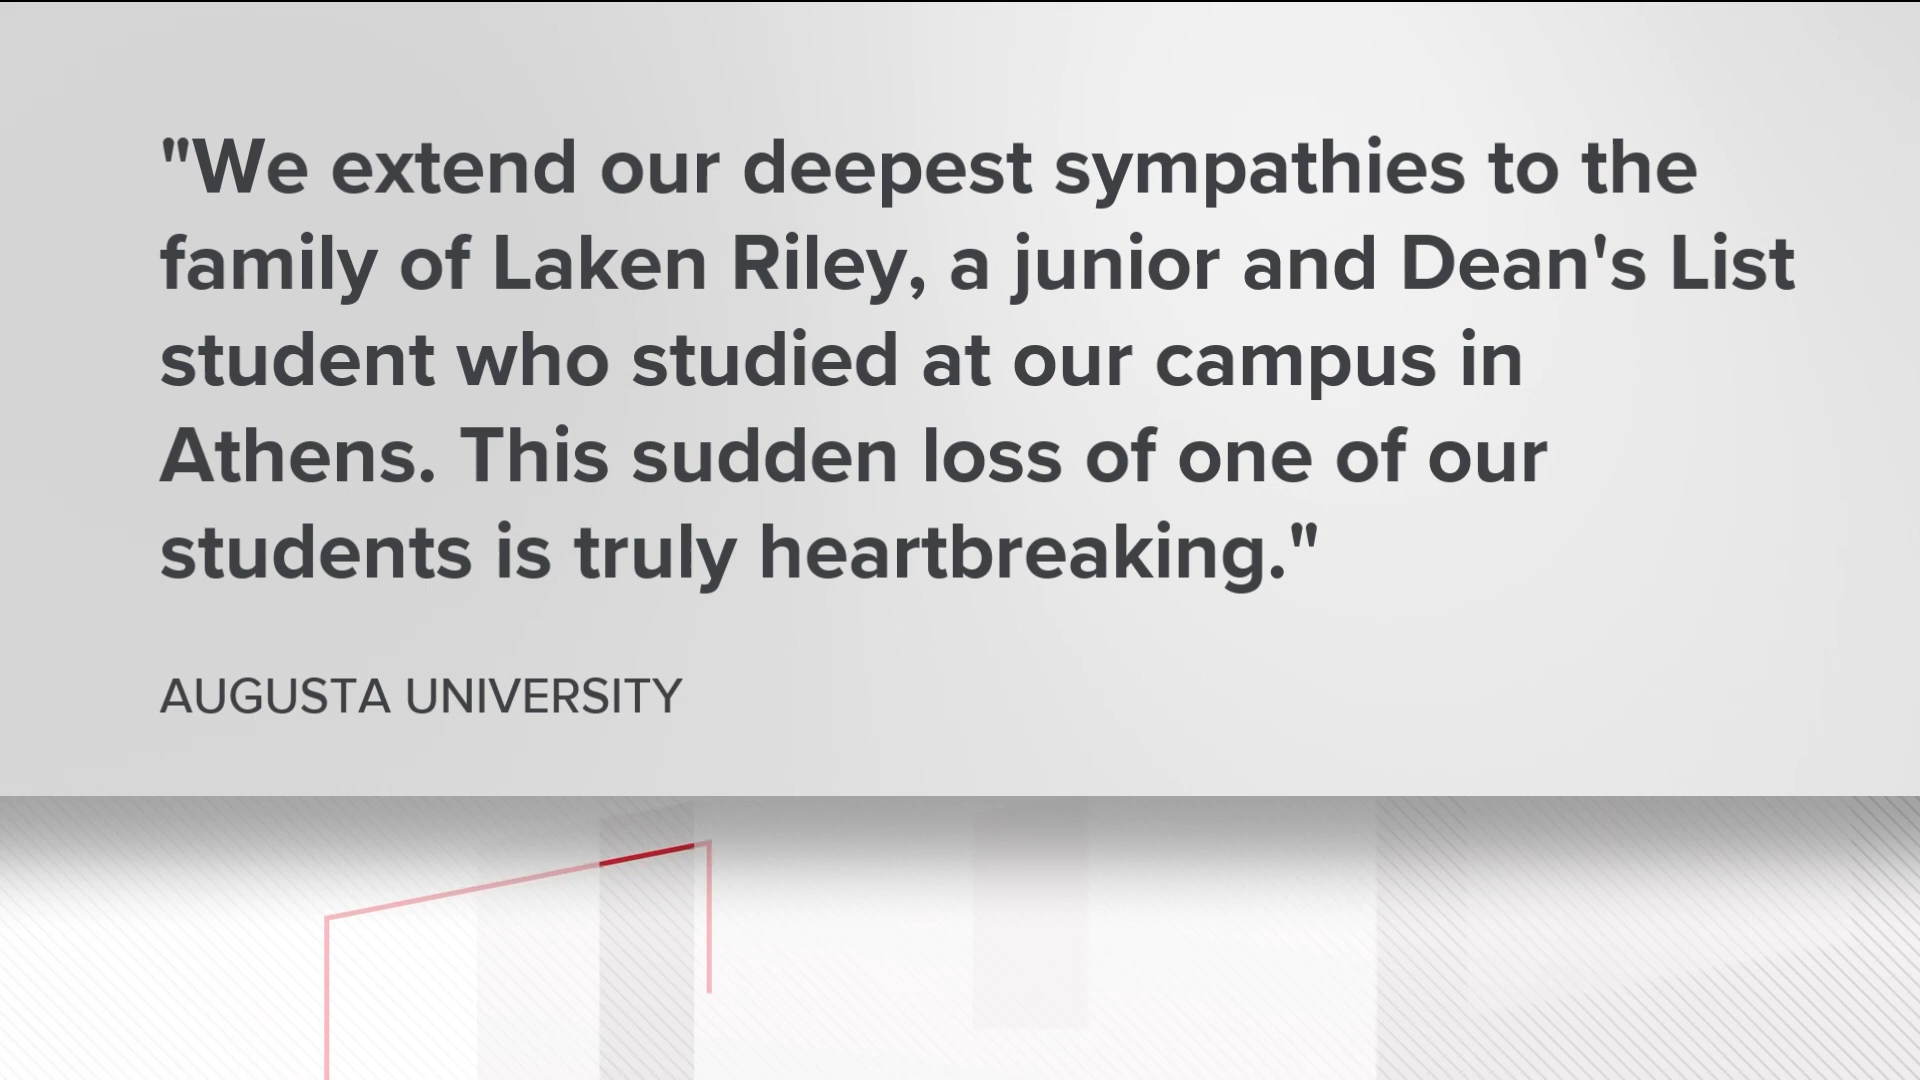 "We extend our deepest sympathies to the
family of Laken Riley, a junior and Dean's List
student who studied at our campus in
Athens. This sudden loss of one of our
students is truly heartbreaking."
AUGUSTA UNIVERSITY